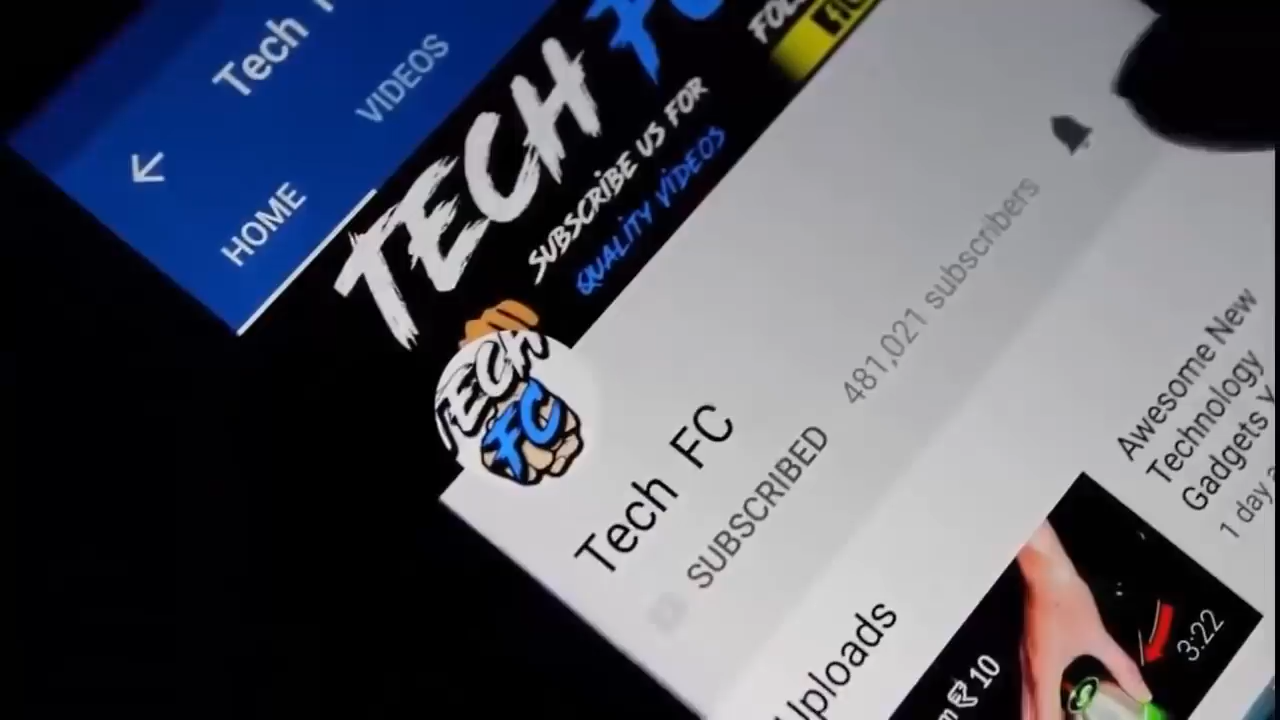 Tech
HOME
VIDEOS
TECH
SUBSCRIBE US FOR
QUALITY VIDEOS
TECH
FC
Tech FC
SUBSCRIBED
481,021 subscribers
Uploads
Awesome New
Technology
Gadgets
1 day
3:22
₹ 10